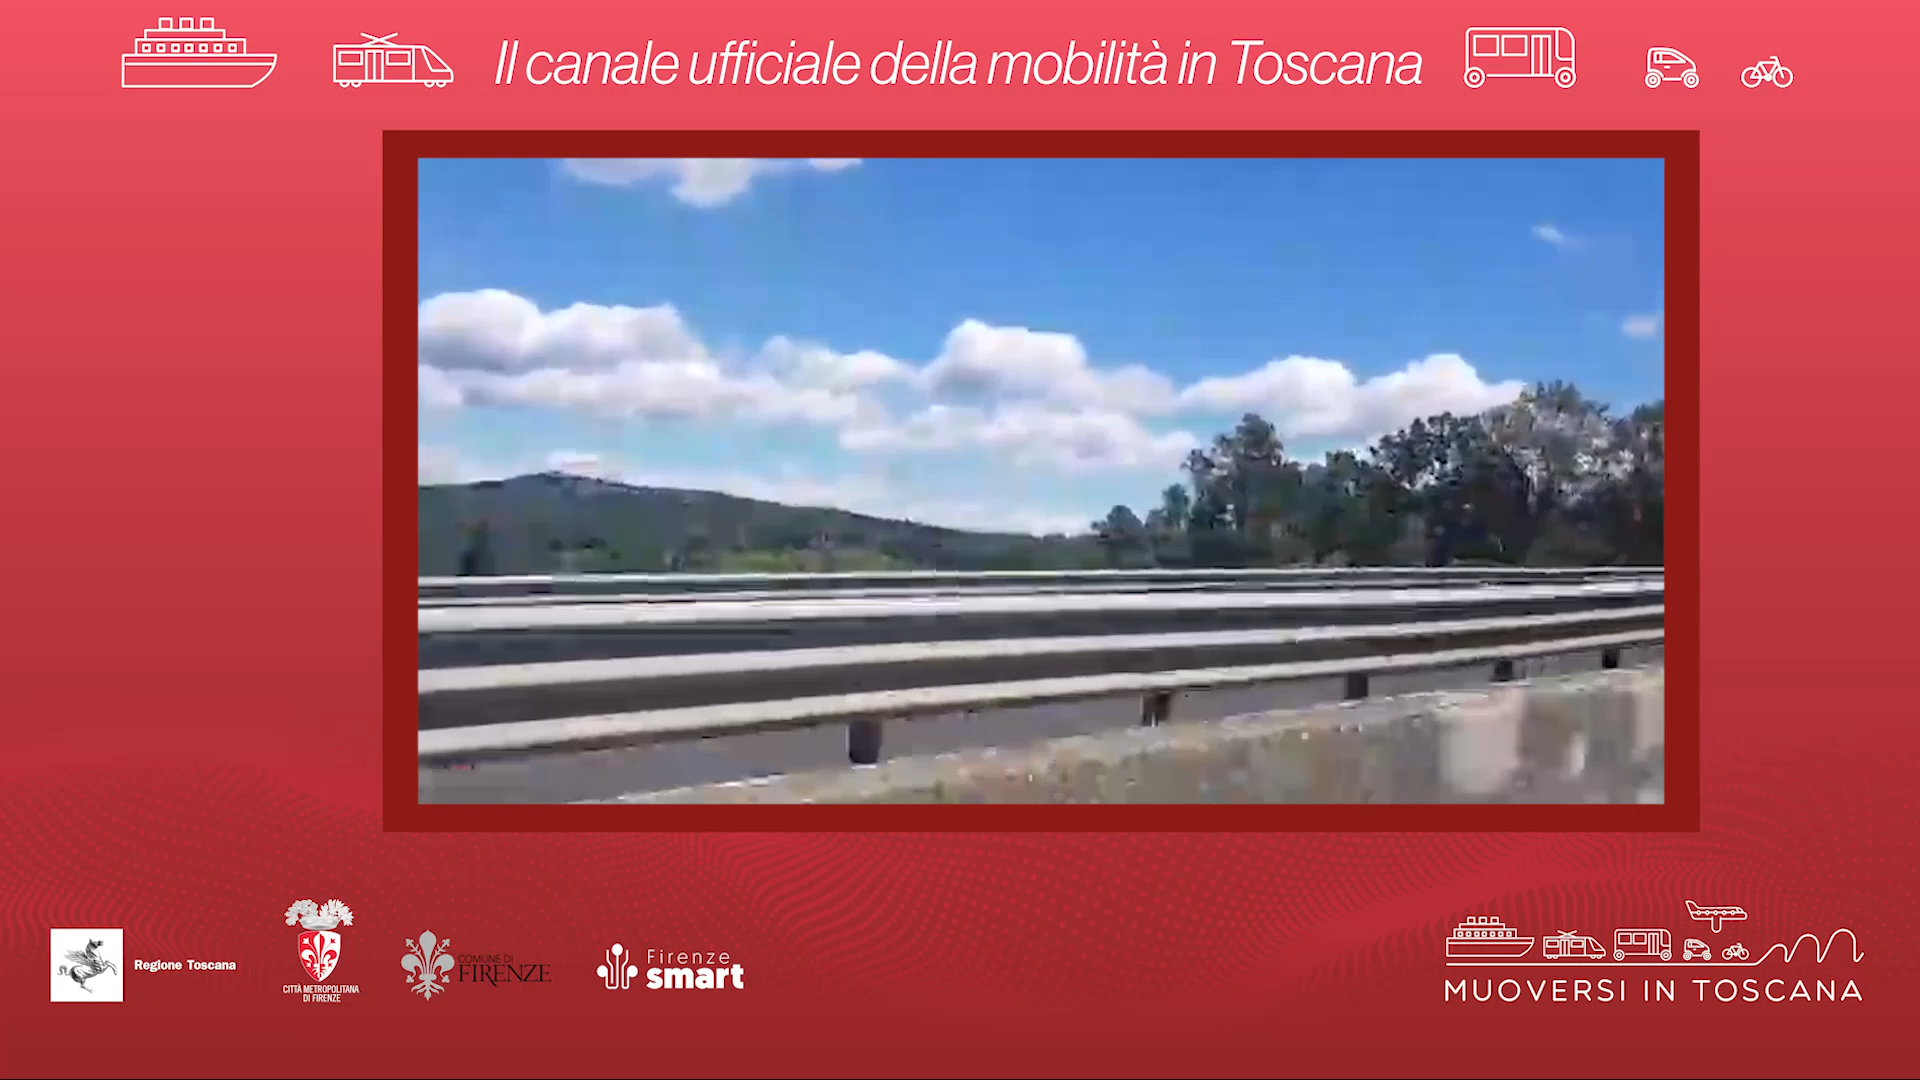 Il canale ufficiale della mobilità in Toscana
Regione Toscana
CITTÀ METROPOLITANA
DI FIRENZE
COMUNE DI
FIRENZE
Firenze
smart
MUOVERSI IN TOSCANA